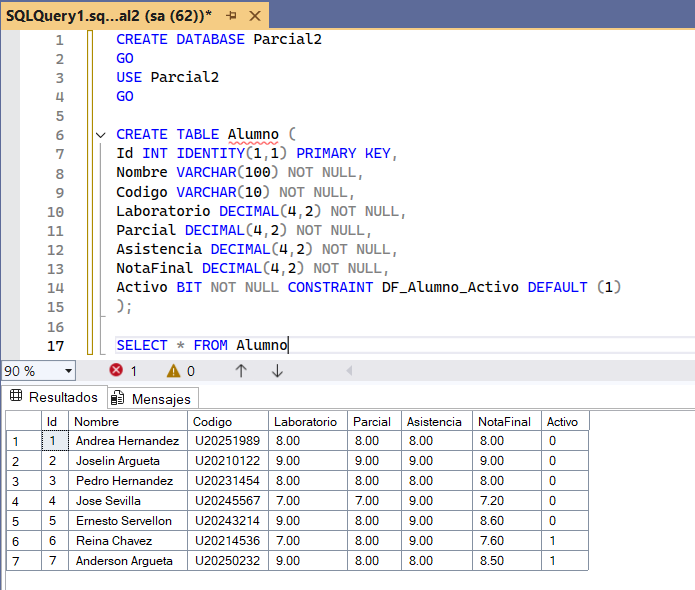 SQLQuery1.sq...al2 (sa (62))*
1 CREATE DATABASE Parcial2
2 GO
3 USE Parcial2
4 GO
5
6 CREATE TABLE Alumno (
7 Id INT IDENTITY(1,1) PRIMARY KEY,
8 Nombre VARCHAR(100) NOT NULL,
9 Codigo VARCHAR(10) NOT NULL,
10 Laboratorio DECIMAL(4,2) NOT NULL,
11 Parcial DECIMAL(4,2) NOT NULL,
12 Asistencia DECIMAL(4,2) NOT NULL,
13 NotaFinal DECIMAL(4,2) NOT NULL,
14 Activo BIT NOT NULL CONSTRAINT DF_Alumno_Activo DEFAULT (1)
15 );
16
17 SELECT * FROM Alumno
90 % 1 0
Resultados Mensajes
Id Nombre Codigo Laboratorio Parcial Asistencia NotaFinal Activo
1 1 Andrea Hernandez U20251989 8.00 8.00 8.00 8.00 0
2 2 Joselin Argueta U20210122 9.00 9.00 9.00 9.00 0
3 3 Pedro Hernandez U20231454 8.00 8.00 8.00 8.00 0
4 4 Jose Sevilla U20245567 7.00 7.00 9.00 7.20 0
5 5 Ernesto Servellon U20243214 9.00 8.00 9.00 8.60 0
6 6 Reina Chavez U20214536 7.00 8.00 9.00 7.60 1
7 7 Anderson Argueta U20250232 9.00 8.00 8.00 8.50 1